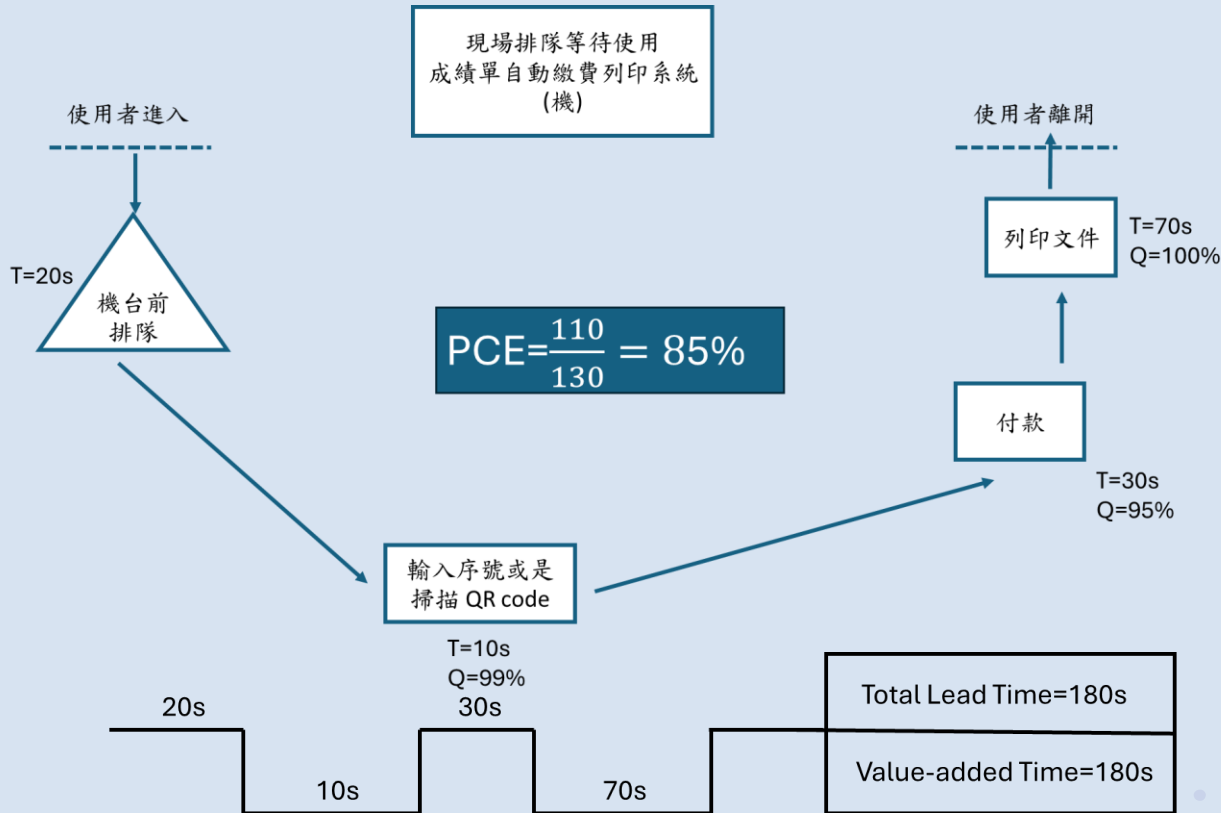 現場排隊等待使用
成績單自動繳費列印系統
(機)
使用者進入
使用者離開
T=20s
機台前
排隊
列印文件
T=70s
Q=100%
PCE=110/130=85%
付款
T=30s
Q=95%
輸入序號或是
掃描 QR code
T=10s
Q=99%
20s
30s
10s
70s
Total Lead Time=180s
Value-added Time=180s